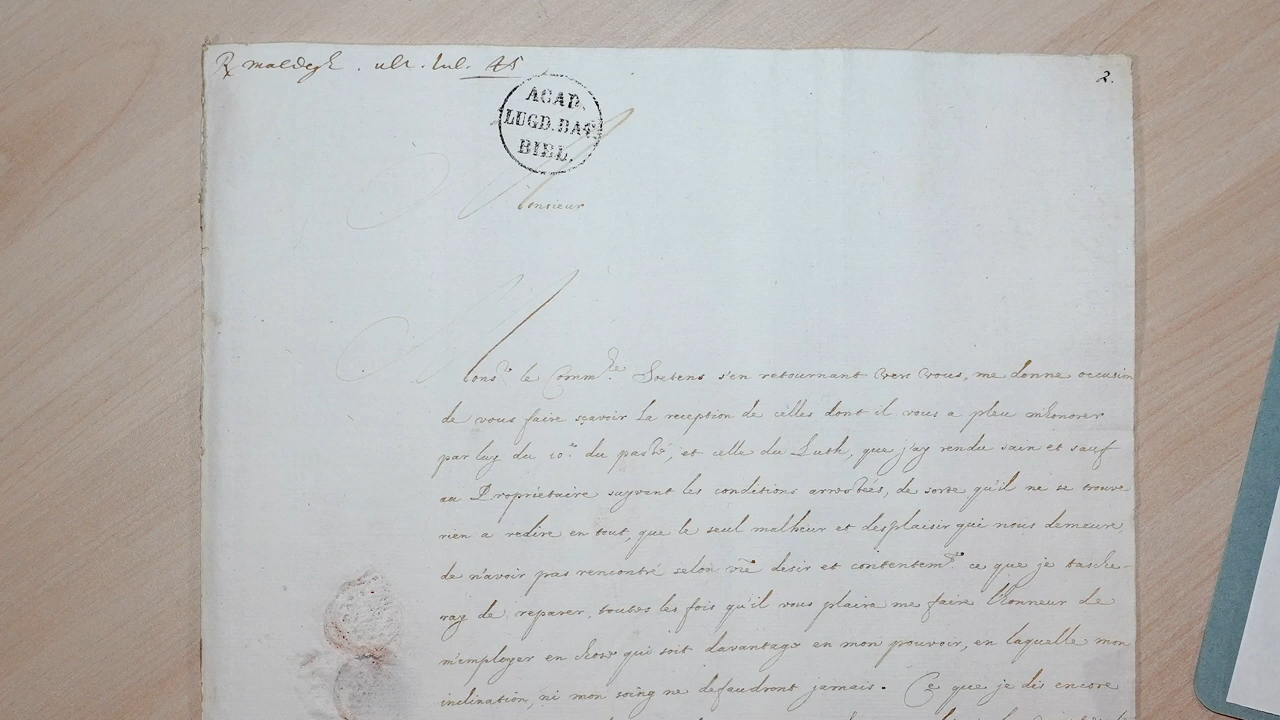 R maldegh. ult. Iul. 45
2.
ACAD.
LUGD. BAT.
BIBL.
Monsieur
Mons.r le Comm.re Soetens s'en retournant vers vous, me donne occasion
de vous faire sçavoir la reception de celles dont il vous a pleu m'honorer
par luy du 10.e du passé, et celle du Luth, que j'ay rendu sain et sauf
au Propriétaire suyvant les conditions arrestées, de sorte qu'il ne se trouve
rien a redire en tout, que le seul malheur et desplaisir qui nous demeure,
de n'avoir pas rencontré selon vre desir et contentem.t ce que je tasche-
ray de reparer, toutes les fois qu'il vous plaira me faire l'honneur de
m'employer en chose qui soit davantage en mon pouvoir, en laquelle mon
inclination, ni mon soing ne defaudront jamais. Ce que je dis encore